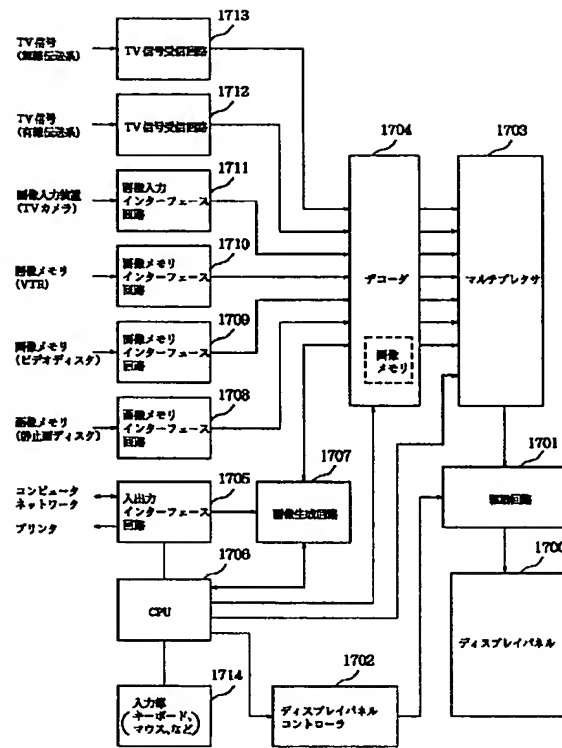 1713
TV信号
(無線伝送系)
TV信号受信回路
1712
TV信号
(有線伝送系)
TV信号受信回路
1704
1703
1711
画像入力装置
(TVカメラ)
画像入力
インターフェース
回路
1710
画像メモリ
(VTR)
画像メモリ
インターフェース
回路
デコーダ
マルチプレクサ
1709
画像メモリ
(ビデオディスク)
画像メモリ
インターフェース
回路
画像
メモリ
1708
画像メモリ
(静止画ディスク)
画像メモリ
インターフェース
回路
1707
1705
1701
コンピュータ
ネットワーク
プリンタ
入出力
インターフェース
回路
画像生成回路
駆動回路
1706
1700
CPU
ディスプレイパネル
1714
1702
入力部
(キーボード、
マウス、など)
ディスプレイパネル
コントローラ